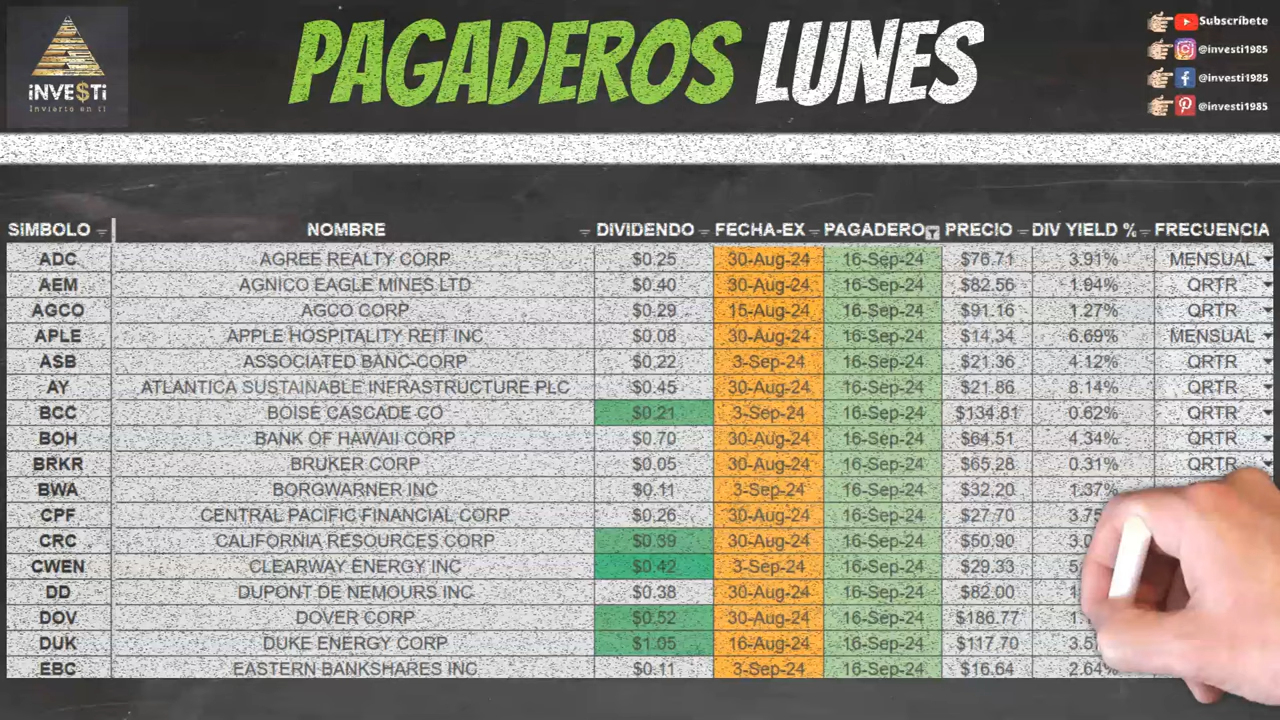 PAGADEROS LUNES
iNVE$Ti
Invierto en ti
Subscríbete
@investi1985
@investi1985
@investi1985
SIMBOLO NOMBRE DIVIDENDO FECHA-EX PAGADERO PRECIO DIV YIELD % FRECUENCIA
ADC AGREE REALTY CORP $0.25 30-Aug-24 16-Sep-24 $76.71 3.91% MENSUAL
AEM AGNICO EAGLE MINES LTD $0.40 30-Aug-24 16-Sep-24 $82.56 1.94% QRTR
AGCO AGCO CORP $0.29 15-Aug-24 16-Sep-24 $91.16 1.27% QRTR
APLE APPLE HOSPITALITY REIT INC $0.08 30-Aug-24 16-Sep-24 $14.34 6.69% MENSUAL
ASB ASSOCIATED BANC-CORP $0.22 3-Sep-24 16-Sep-24 $21.36 4.12% QRTR
AY ATLANTICA SUSTAINABLE INFRASTRUCTURE PLC $0.45 30-Aug-24 16-Sep-24 $21.86 8.14% QRTR
BCC BOISE CASCADE CO $0.21 3-Sep-24 16-Sep-24 $134.81 0.62% QRTR
BOH BANK OF HAWAII CORP $0.70 30-Aug-24 16-Sep-24 $64.51 4.34% QRTR
BRKR BRUKER CORP $0.05 30-Aug-24 16-Sep-24 $65.28 0.31% QRTR
BWA BORGWARNER INC $0.11 3-Sep-24 16-Sep-24 $32.20 1.37%
CPF CENTRAL PACIFIC FINANCIAL CORP $0.26 30-Aug-24 16-Sep-24 $27.70
CRC CALIFORNIA RESOURCES CORP $0.39 30-Aug-24 16-Sep-24 $50.90
CWEN CLEARWAY ENERGY INC $0.42 3-Sep-24 16-Sep-24 $29.33
DD DUPONT DE NEMOURS INC $0.38 30-Aug-24 16-Sep-24 $82.00
DOV DOVER CORP $0.52 30-Aug-24 16-Sep-24 $186.77
DUK DUKE ENERGY CORP $1.05 16-Aug-24 16-Sep-24 $117.70
EBC EASTERN BANKSHARES INC $0.11 3-Sep-24 16-Sep-24 $16.64 2.64%